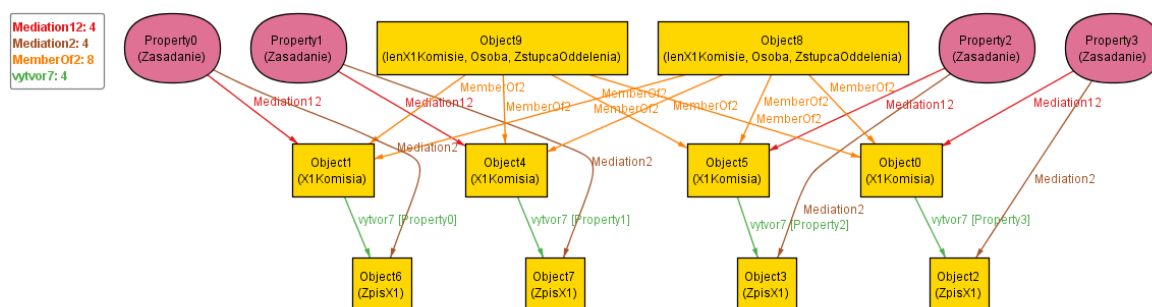 Mediation12: 4
Mediation2: 4
MemberOf2: 8
vytvor7: 4
Property0
(Zasadanie)
Property1
(Zasadanie)
Object9
(lenX1Komisie, Osoba, ZstupcaOddelenia)
Object8
(lenX1Komisie, Osoba, ZstupcaOddelenia)
Property2
(Zasadanie)
Property3
(Zasadanie)
Mediation12
Mediation12
MemberOf2
MemberOf2
MemberOf2
MemberOf2
MemberOf2
MemberOf2
MemberOf2
MemberOf2
Mediation12
Mediation12
Object1
(X1Komisia)
Mediation2
Object4
(X1Komisia)
Mediation2
Object5
(X1Komisia)
Object0
(X1Komisia)
Mediation2
Mediation2
vytvor7 [Property0]
vytvor7 [Property1]
vytvor7 [Property2]
vytvor7 [Property3]
Object6
(ZpisX1)
Object7
(ZpisX1)
Object3
(ZpisX1)
Object2
(ZpisX1)